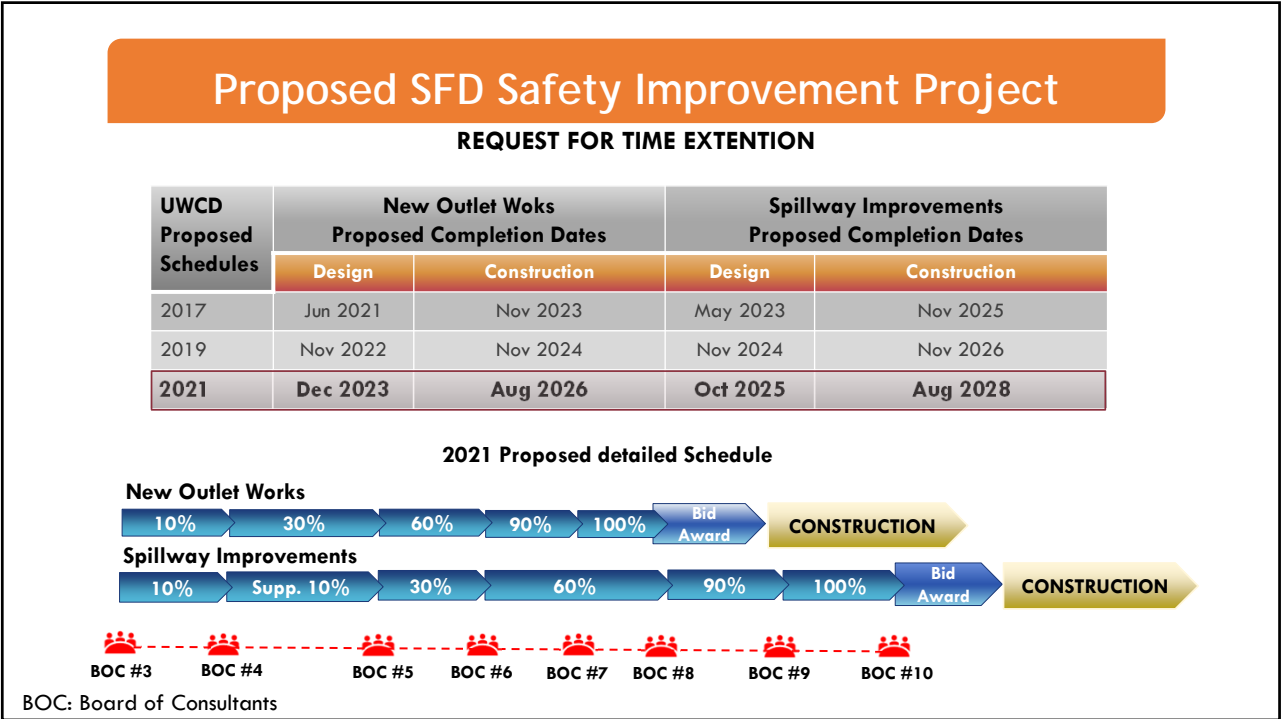 Proposed SFD Safety Improvement Project
REQUEST FOR TIME EXTENTION
UWCD
Proposed
Schedules
New Outlet Woks
Proposed Completion Dates
Spillway Improvements
Proposed Completion Dates
Design Construction Design Construction
2017 Jun 2021 Nov 2023 May 2023 Nov 2025
2019 Nov 2022 Nov 2024 Nov 2024 Nov 2026
2021 Dec 2023 Aug 2026 Oct 2025 Aug 2028
2021 Proposed detailed Schedule
New Outlet Works
10% 30% 60% 90% 100% Bid
Award
CONSTRUCTION
Spillway Improvements
10% Supp. 10% 30% 60% 90% 100% Bid
Award
CONSTRUCTION
BOC #3 BOC #4 BOC #5 BOC #6 BOC #7 BOC #8 BOC #9 BOC #10
BOC: Board of Consultants